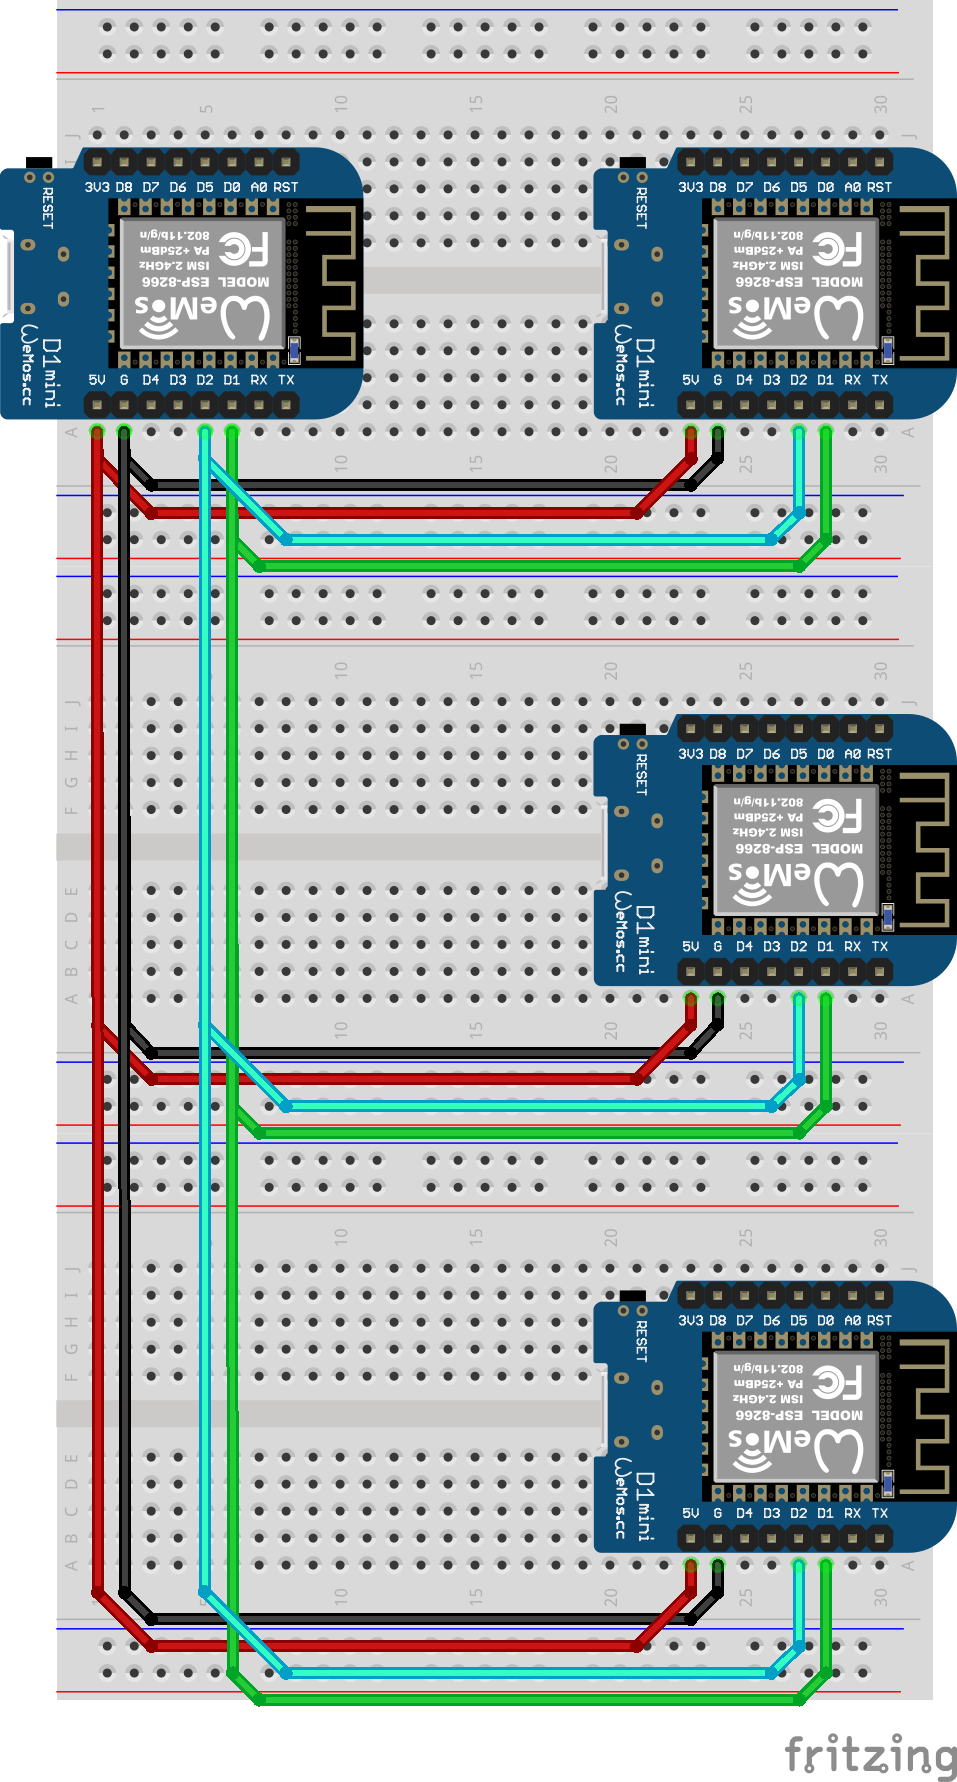 1 5 10 15 20 25 30
J J
3V3 D8 D7 D6 D5 D0 A0 RST
RESET
802.11b/g/n
PA +25dBm
ISM 2.4GHz
MODEL ESP-8266
FC
WeMos
D1 mini
WeMos.cc
5V G D4 D3 D2 D1 RX TX
3V3 D8 D7 D6 D5 D0 A0 RST
RESET
802.11b/g/n
PA +25dBm
ISM 2.4GHz
MODEL ESP-8266
FC
WeMos
D1 mini
WeMos.cc
5V G D4 D3 D2 D1 RX TX
A A
10 15 20 25 30
10 15 20 25 30
J J
I
H
G
F
3V3 D8 D7 D6 D5 D0 A0 RST
RESET
802.11b/g/n
PA +25dBm
ISM 2.4GHz
MODEL ESP-8266
FC
WeMos
D1 mini
WeMos.cc
5V G D4 D3 D2 D1 RX TX
E
D
C
B
A A
10 15 20 25 30
10 15 20 25 30
J J
I
H
G
F
3V3 D8 D7 D6 D5 D0 A0 RST
RESET
802.11b/g/n
PA +25dBm
ISM 2.4GHz
MODEL ESP-8266
FC
WeMos
D1 mini
WeMos.cc
5V G D4 D3 D2 D1 RX TX
E
D
C
B
A A
10 15 20 25 30
fritzing